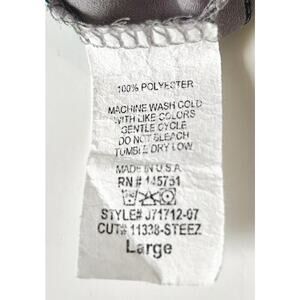 100% POLYESTER
MACHINE WASH COLD
WITH LIKE COLORS
GENTLE CYCLE
DO NOT BLEACH
TUMBLE DRY LOW
MADE IN U.S.A
RN # 145751
STYLE# J71712-07
CUT# 11338-STEEZ
Large